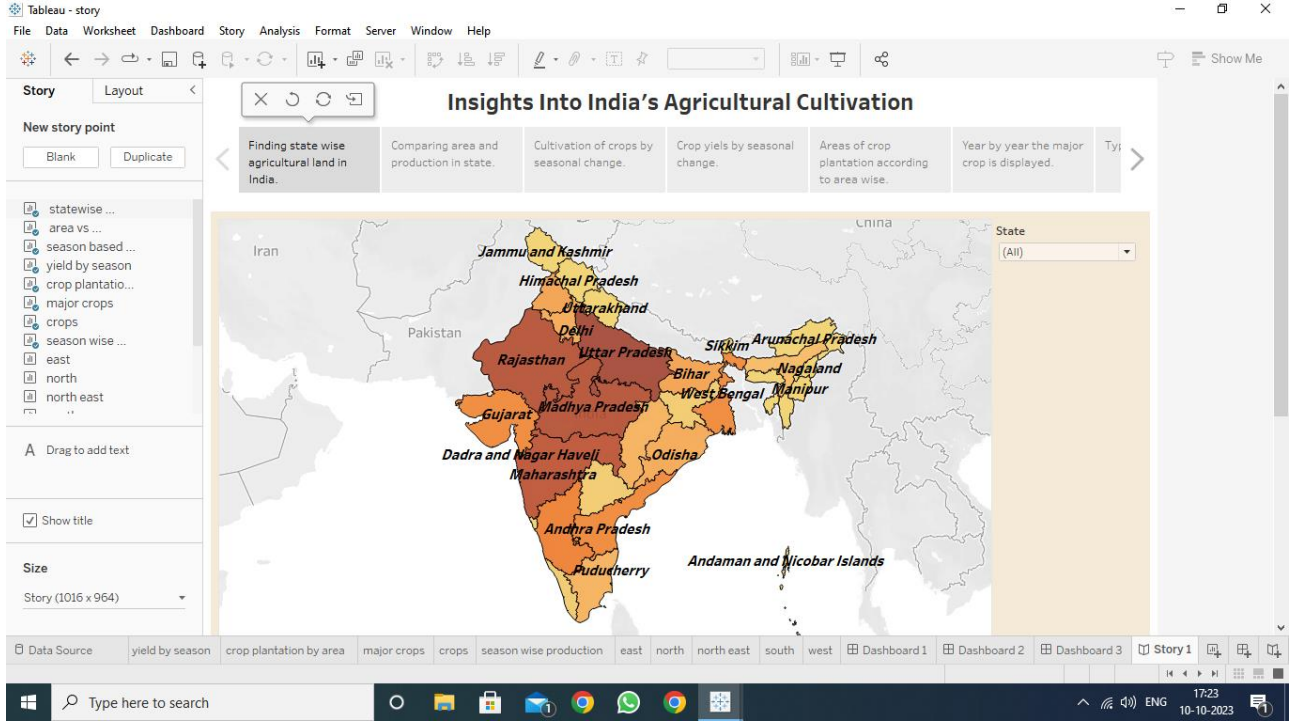 Tableau - story
File Data Worksheet Dashboard Story Analysis Format Server Window Help
Show Me
Story Layout
New story point
Blank Duplicate
statewise ...
area vs ...
season based ...
yield by season
crop plantatio...
major crops
crops
season wise ...
east
north
north east
A Drag to add text
Show title
Size
Story (1016 x 964)
Insights Into India's Agricultural Cultivation
Finding state wise
agricultural land in
India.
Comparing area and
production in state.
Cultivation of crops by
seasonal change.
Crop yiels by seasonal
change.
Areas of crop
plantation according
to area wise.
Year by year the major
crop is displayed.
State
(All)
Iran
China
Pakistan
Jammu and Kashmir
Himachal Pradesh
Uttarakhand
Delhi
Rajasthan
Uttar Pradesh
Sikkim
Arunachal Pradesh
Bihar
Nagaland
West Bengal
Manipur
Gujarat
Madhya Pradesh
Dadra and Nagar Haveli
Odisha
Maharashtra
Andhra Pradesh
Andaman and Nicobar Islands
Puducherry
Data Source yield by season crop plantation by area major crops crops season wise production east north north east south west Dashboard 1 Dashboard 2 Dashboard 3 Story 1
Type here to search
ENG
17:23
10-10-2023